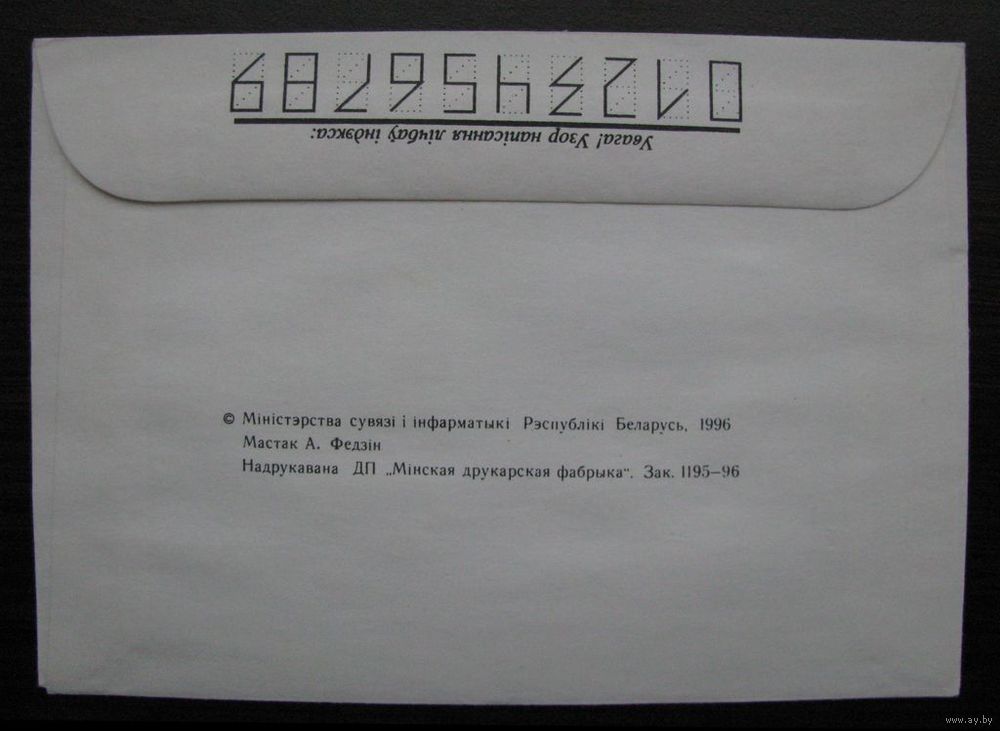 Увага! Узор напісання лічбаў індэкса:
0123456789
© Міністэрства сувязі і інфарматыкі Рэспублікі Беларусь, 1996
Мастак А. Федзін
Надрукавана ДП „Мінская друкарская фабрыка“. Зак. 1195–96
www.ay.by